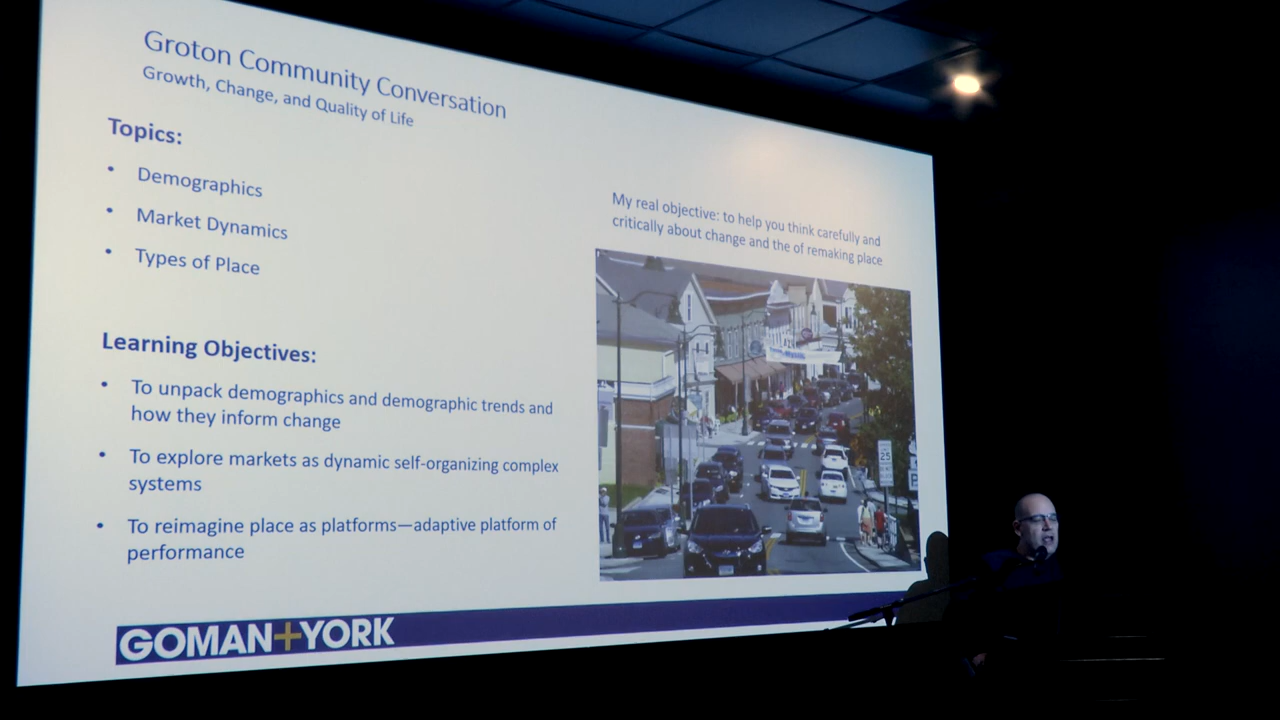 Groton Community Conversation
Growth, Change, and Quality of Life
Topics:
• Demographics
• Market Dynamics
• Types of Place
Learning Objectives:
• To unpack demographics and demographic trends and
how they inform change
• To explore markets as dynamic self-organizing complex
systems
• To reimagine place as platforms—adaptive platform of
performance
My real objective: to help you think carefully and
critically about change and the of remaking place
25
GOMAN+YORK